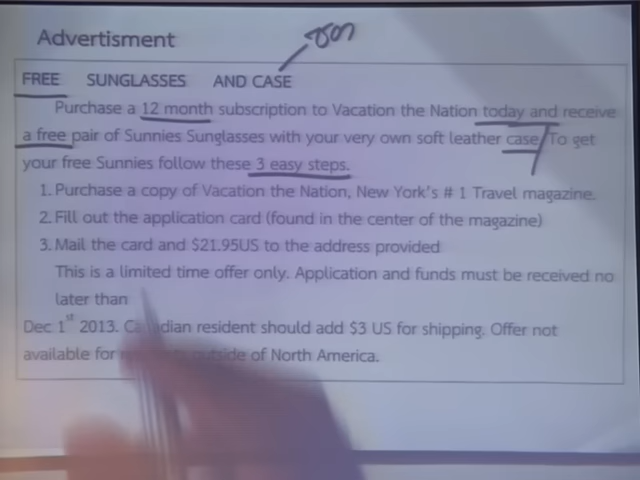 Advertisment
FREE SUNGLASSES AND CASE
Purchase a 12 month subscription to Vacation the Nation today and receive
a free pair of Sunnies Sunglasses with your very own soft leather case To get
your free Sunnies follow these 3 easy steps.
1. Purchase a copy of Vacation the Nation, New York's # 1 Travel magazine.
2. Fill out the application card (found in the center of the magazine)
3. Mail the card and $21.95US to the address provided
This is a limited time offer only. Application and funds must be received no
later than
Dec 1st 2013. resident should add $3 US for shipping. Offer not
available for outside of North America.